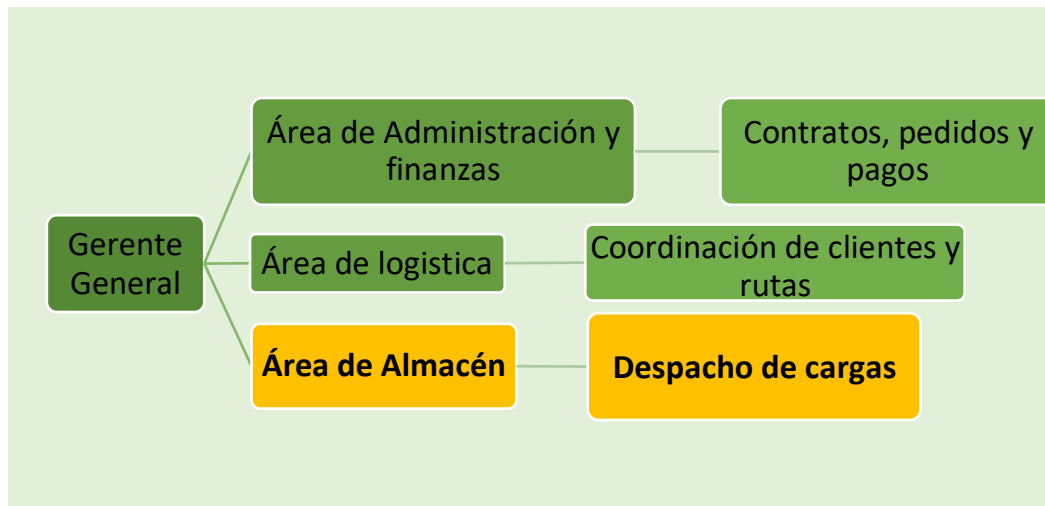 Gerente
General
Área de Administración y
finanzas
Contratos, pedidos y
pagos
Área de logistica
Coordinación de clientes y
rutas
Área de Almacén
Despacho de cargas